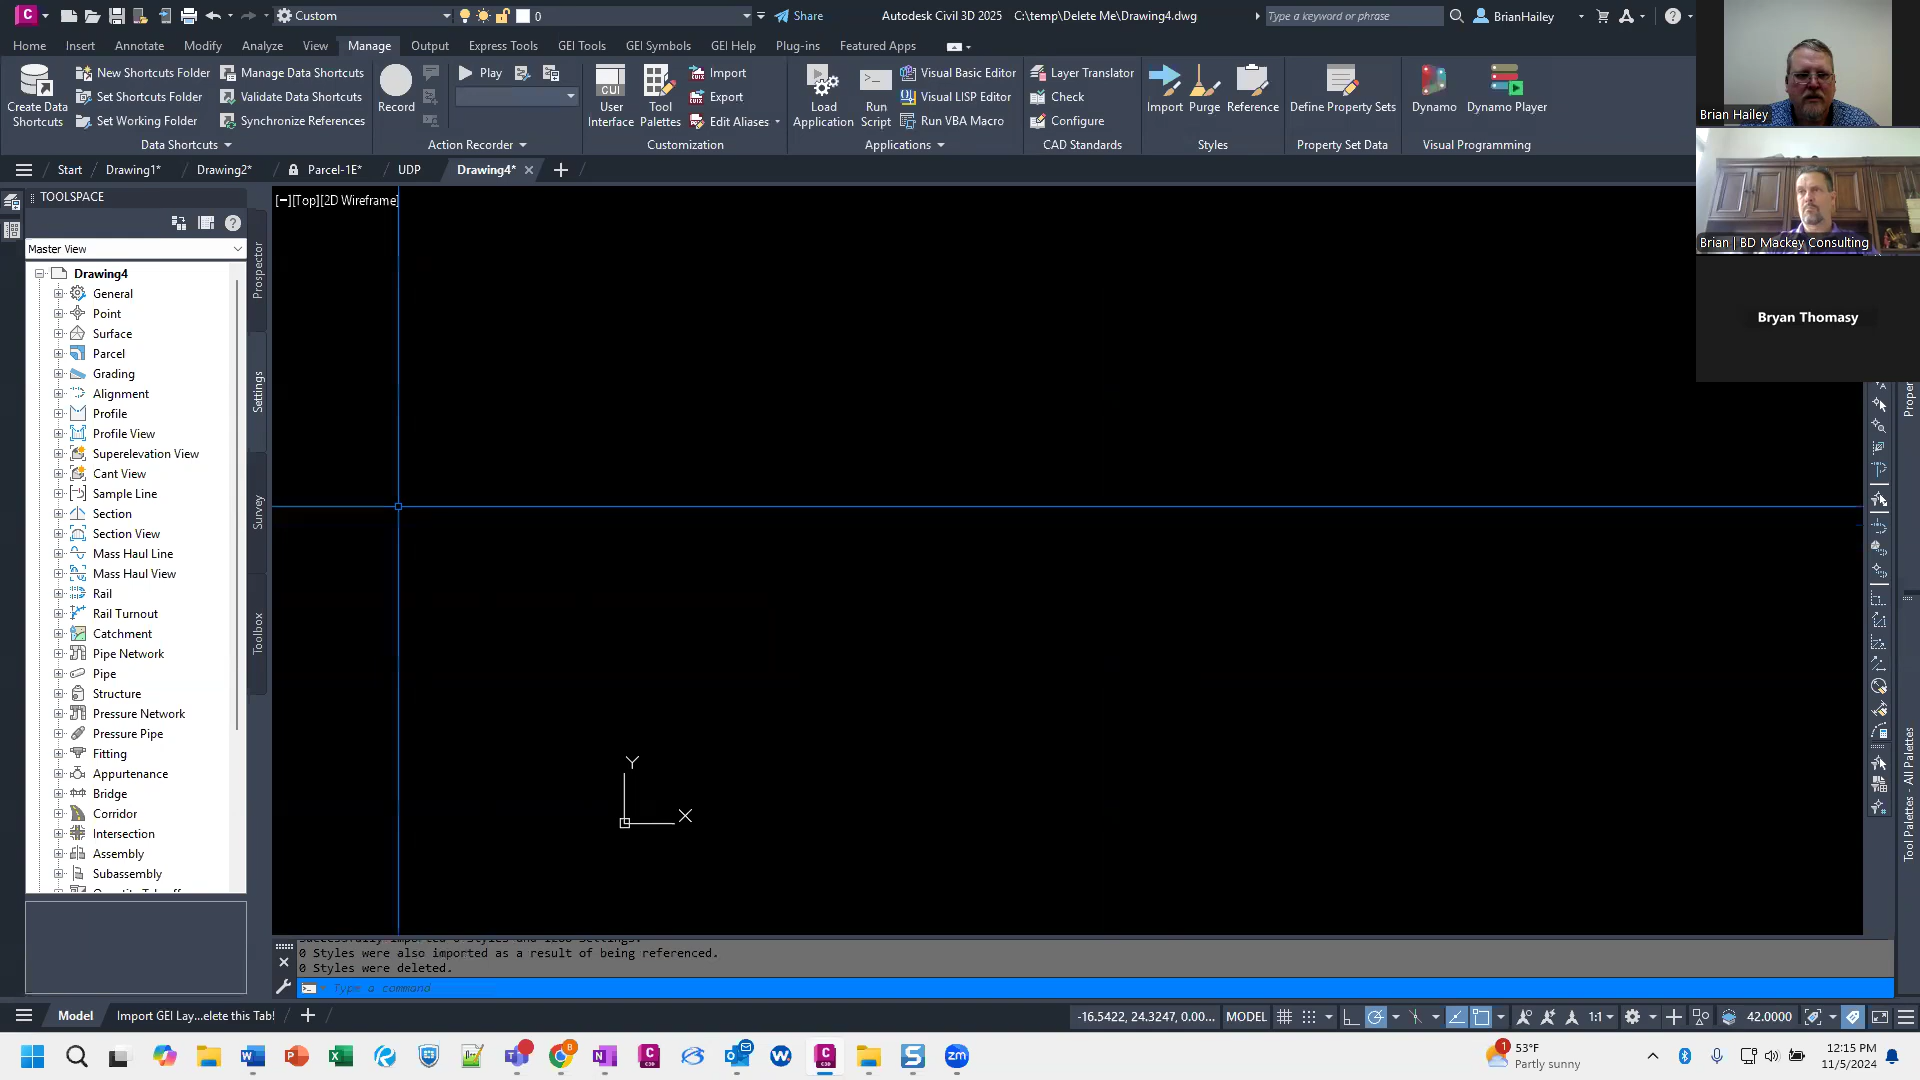 Custom
0
Share
Autodesk Civil 3D 2025 C:\temp\Delete Me\Drawing4.dwg
Type a keyword or phrase
BrianHailey
Home Insert Annotate Modify Analyze View Manage Output Express Tools GEI Tools GEI Symbols GEI Help Plug-ins Featured Apps
Create Data Shortcuts
New Shortcuts Folder
Set Shortcuts Folder
Set Working Folder
Manage Data Shortcuts
Validate Data Shortcuts
Synchronize References
Data Shortcuts
Record
Play
Action Recorder
CUI
User Interface
Tool Palettes
Import
Export
Edit Aliases
Customization
Load Application
Run Script
Visual Basic Editor
Visual LISP Editor
Run VBA Macro
Applications
Layer Translator
Check
Configure
CAD Standards
Import
Purge
Reference
Styles
Define Property Sets
Property Set Data
Dynamo
Dynamo Player
Visual Programming
Start Drawing1* Drawing2* Parcel-1E* UDP Drawing4*
TOOLSPACE
Master View
Drawing4
General
Point
Surface
Parcel
Grading
Alignment
Profile
Profile View
Superelevation View
Cant View
Sample Line
Section
Section View
Mass Haul Line
Mass Haul View
Rail
Rail Turnout
Catchment
Pipe Network
Pipe
Structure
Pressure Network
Pressure Pipe
Fitting
Appurtenance
Bridge
Corridor
Intersection
Assembly
Subassembly
Prospector
Settings
Survey
Toolbox
[−][Top][2D Wireframe]
Y
X
Brian Hailey
Brian | BD Mackey Consulting
Bryan Thomasy
Proper
Tool Palettes - All Palettes
0 Styles were also imported as a result of being referenced.
0 Styles were deleted.
Type a command
Model Import GEI Lay...elete this Tab!
-16.5422, 24.3247, 0.00... MODEL 1:1 42.0000
53°F
Partly sunny
12:15 PM
11/5/2024